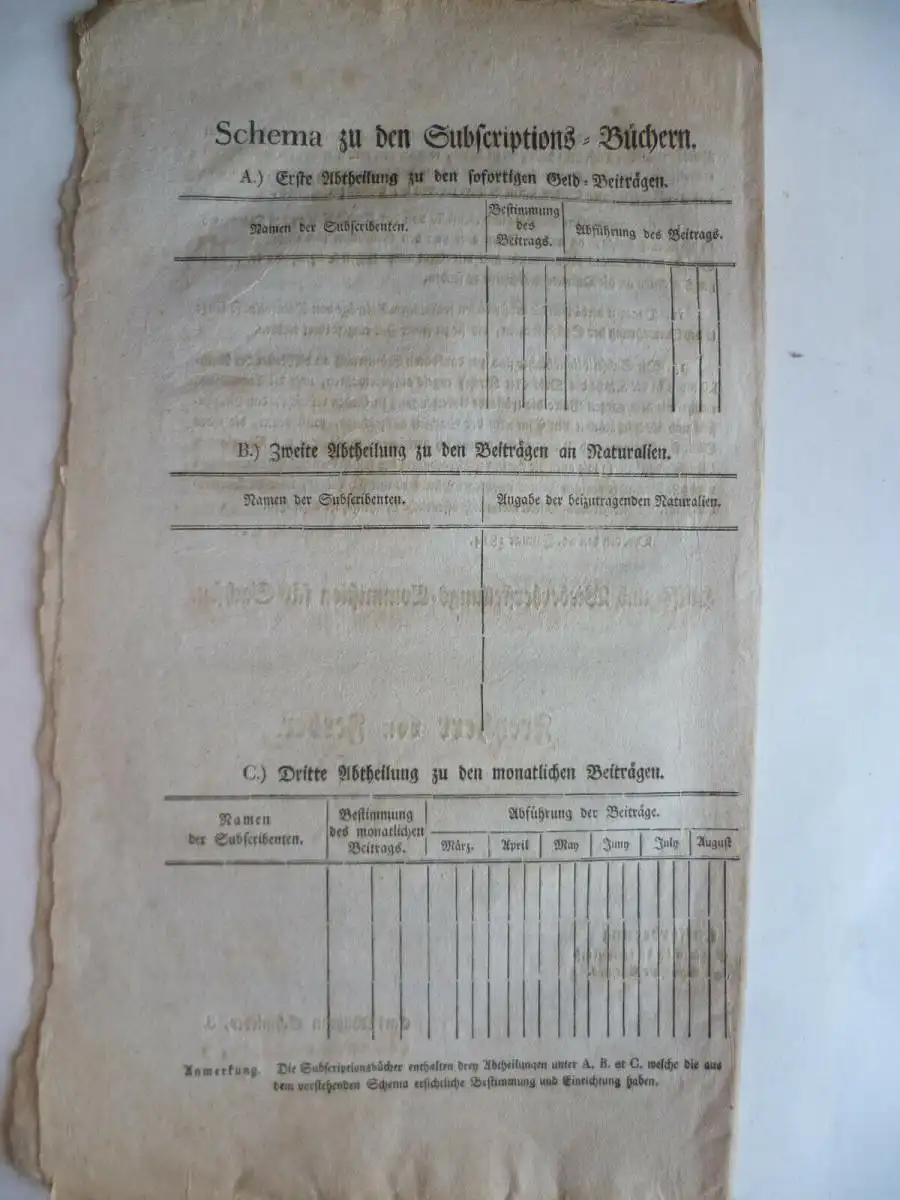 Schema zu den Subscriptions-Büchern.
A.) Erste Abtheilung zu den sofortigen Geld-Beiträgen.
Namen der Subscribenten.
Bestimmung
des
Beitrags.
Abführung des Beitrags.
B.) Zweite Abtheilung zu den Beiträgen an Naturalien.
Namen der Subscribenten.
Angabe der beizutragenden Naturalien.
C.) Dritte Abtheilung zu den monatlichen Beiträgen.
Namen
der Subscribenten.
Bestimmung
des monatlichen
Beitrags.
Abführung der Beiträge.
März. April May Juny July August
Anmerkung. Die Subscriptionsbücher enthalten drey Abtheilungen unter A. B. et C. welche die aus
dem vorstehenden Schema ersichtliche Bestimmung und Einrichtung haben.